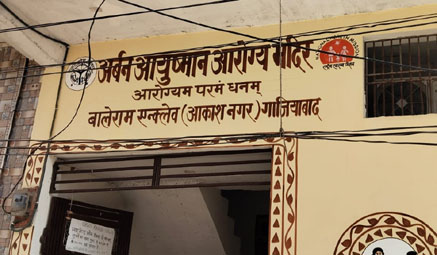 अर्बन आयुष्मान आरोग्य मंदिर
आरोग्यम परमं धनम्
बालेराम एन्क्लेव (आकाश नगर) गाजियाबाद